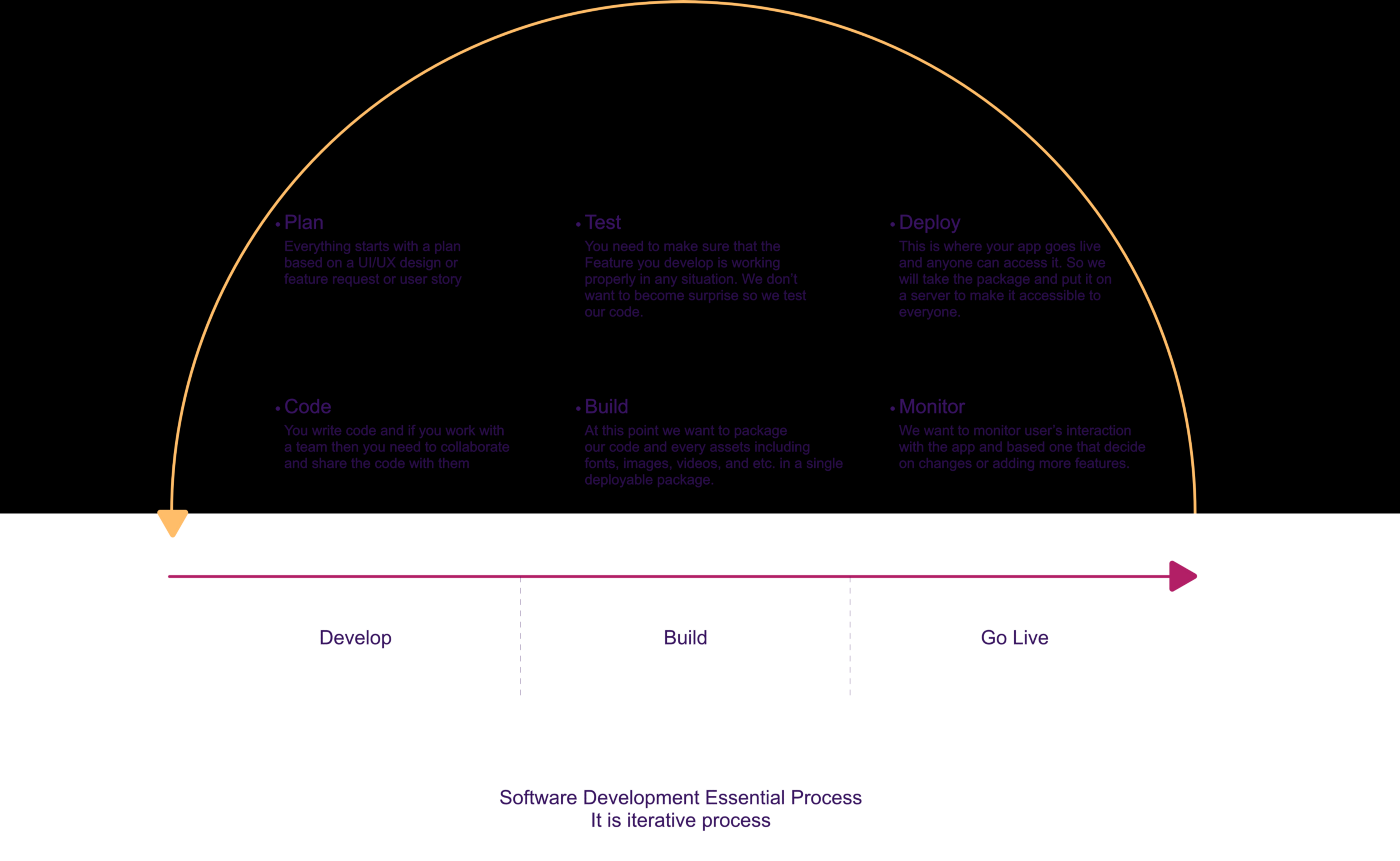 • Plan
Everything starts with a plan
based on a UI/UX design or
feature request or user story
• Test
You need to make sure that the
Feature you develop is working
properly in any situation. We don't
want to become surprise so we test
our code.
• Deploy
This is where your app goes live
and anyone can access it. So we
will take the package and put it on
a server to make it accessible to
everyone.
• Code
You write code and if you work with
a team then you need to collaborate
and share the code with them
• Build
At this point we want to package
our code and every assets including
fonts, images, videos, and etc. in a single
deployable package.
• Monitor
We want to monitor user's interaction
with the app and based one that decide
on changes or adding more features.
Develop
Build
Go Live
Software Development Essential Process
It is iterative process